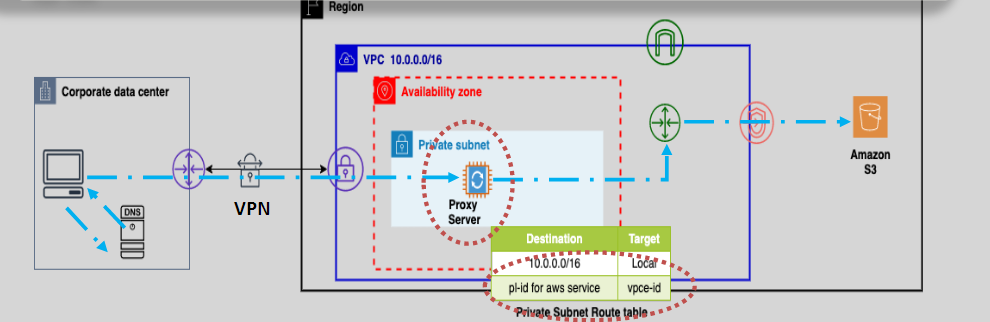 Region
VPC 10.0.0.0/16
Corporate data center
Availability zone
Private subnet
Amazon
S3
VPN
DNS
Proxy
Server
Destination Target
10.0.0.0/16 Local
pl-id for aws service vpce-id
Private Subnet Route table